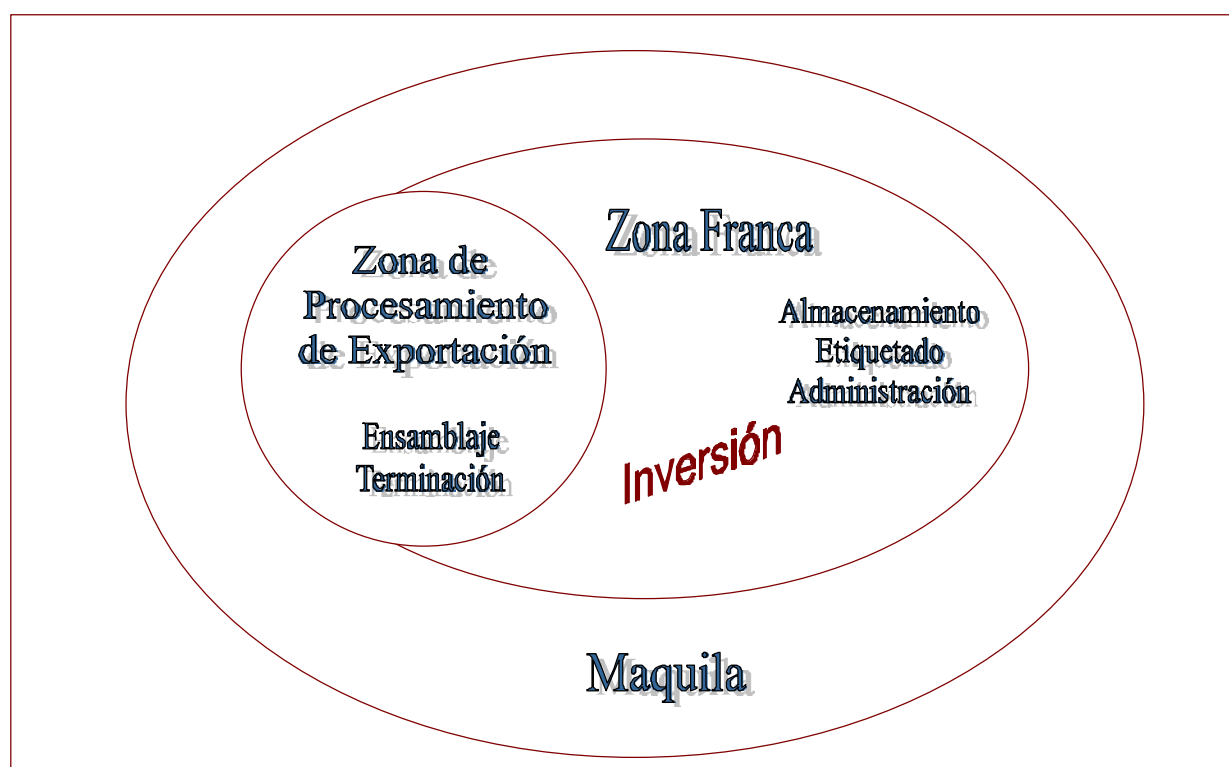 Zona Franca
Zona de
Procesamiento
de Exportación
Almacenamiento
Etiquetado
Administración
Ensamblaje
Terminación
Inversión
Maquila